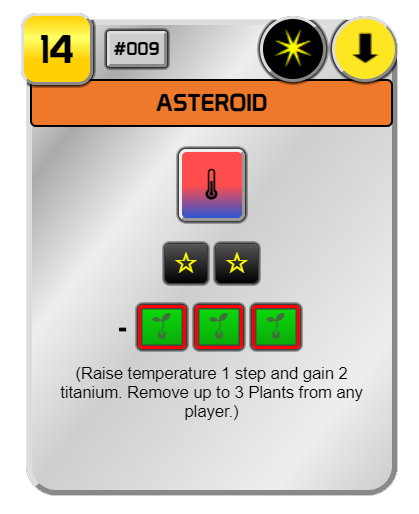 14 #009
ASTEROID
-
(Raise temperature 1 step and gain 2
titanium. Remove up to 3 Plants from any
player.)